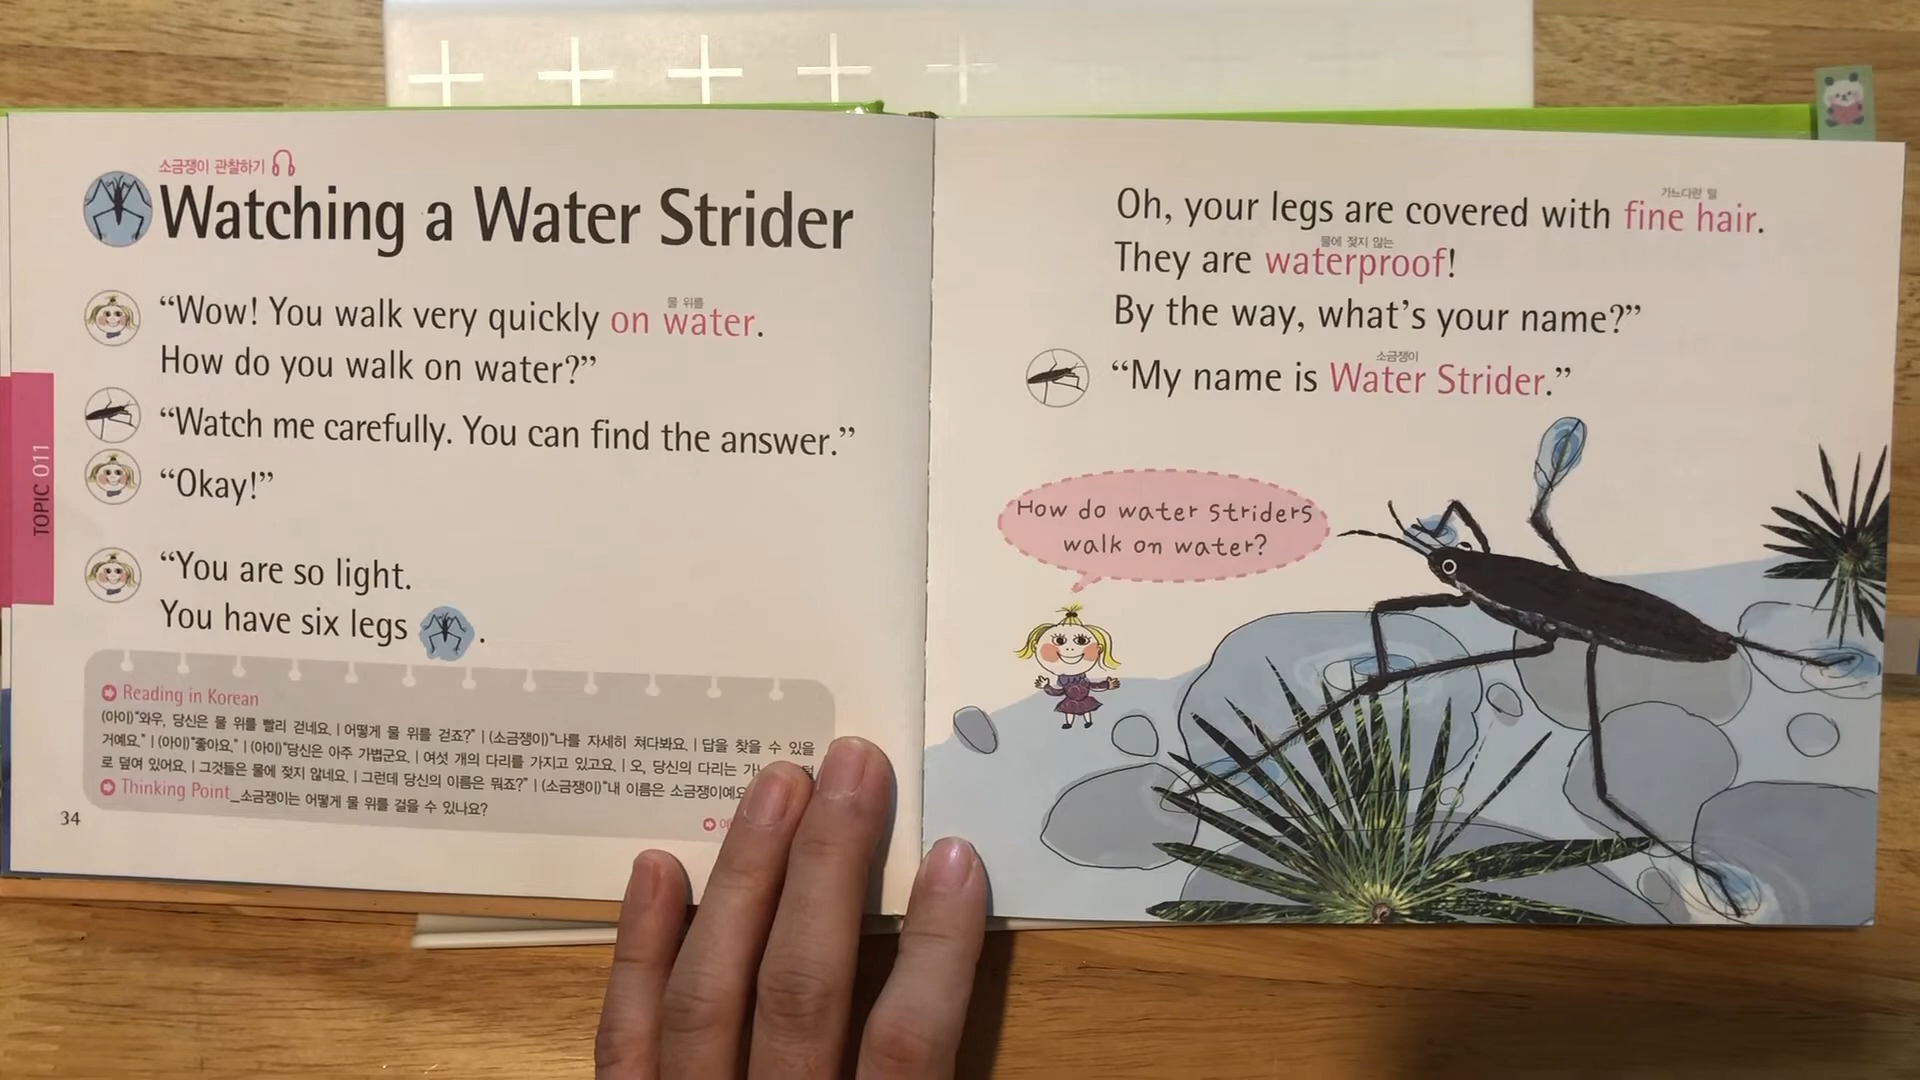 소금쟁이 관찰하기
Watching a Water Strider
물 위를
“Wow! You walk very quickly on water.
How do you walk on water?”
“Watch me carefully. You can find the answer.”
“Okay!”
“You are so light.
You have six legs .
TOPIC 011
Reading in Korean
(아이)“와우, 당신은 물 위를 빨리 걷네요. | 어떻게 물 위를 걷죠?” | (소금쟁이)“나를 자세히 쳐다봐요. | 답을 찾을 수 있을
거예요.” | (아이)“좋아요.” | (아이)“당신은 아주 가볍군요. | 여섯 개의 다리를 가지고 있고요. | 오, 당신의 다리는
로 덮여 있어요. | 그것들은 물에 젖지 않네요. | 그런데 당신의 이름은 뭐죠?” | (소금쟁이)“내 이름은 소금쟁이예요
Thinking Point_소금쟁이는 어떻게 물 위를 걸을 수 있나요?
34
가느다란 털
Oh, your legs are covered with fine hair.
물에 젖지 않는
They are waterproof!
By the way, what’s your name?”
소금쟁이
“My name is Water Strider.”
How do water striders
walk on water?